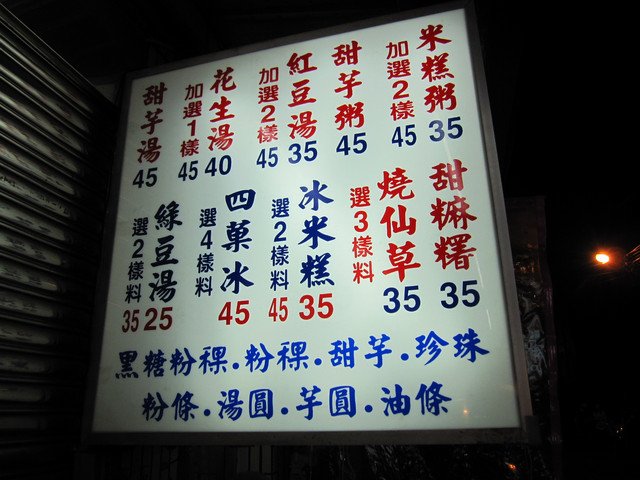 米糕粥 35
加選2樣 45
甜芋粥 45
紅豆湯 35
加選2樣 45
花生湯 40
加選1樣 45
甜芋湯 45
甜糜糬 35
燒仙草 35
選3樣料
冰米糕 35
選2樣料 45
四菓冰 45
選4樣料
綠豆湯 25
選2樣料 35
黑糖粉粿.粉粿.甜芋.珍珠
粉條.湯圓.芋圓.油條